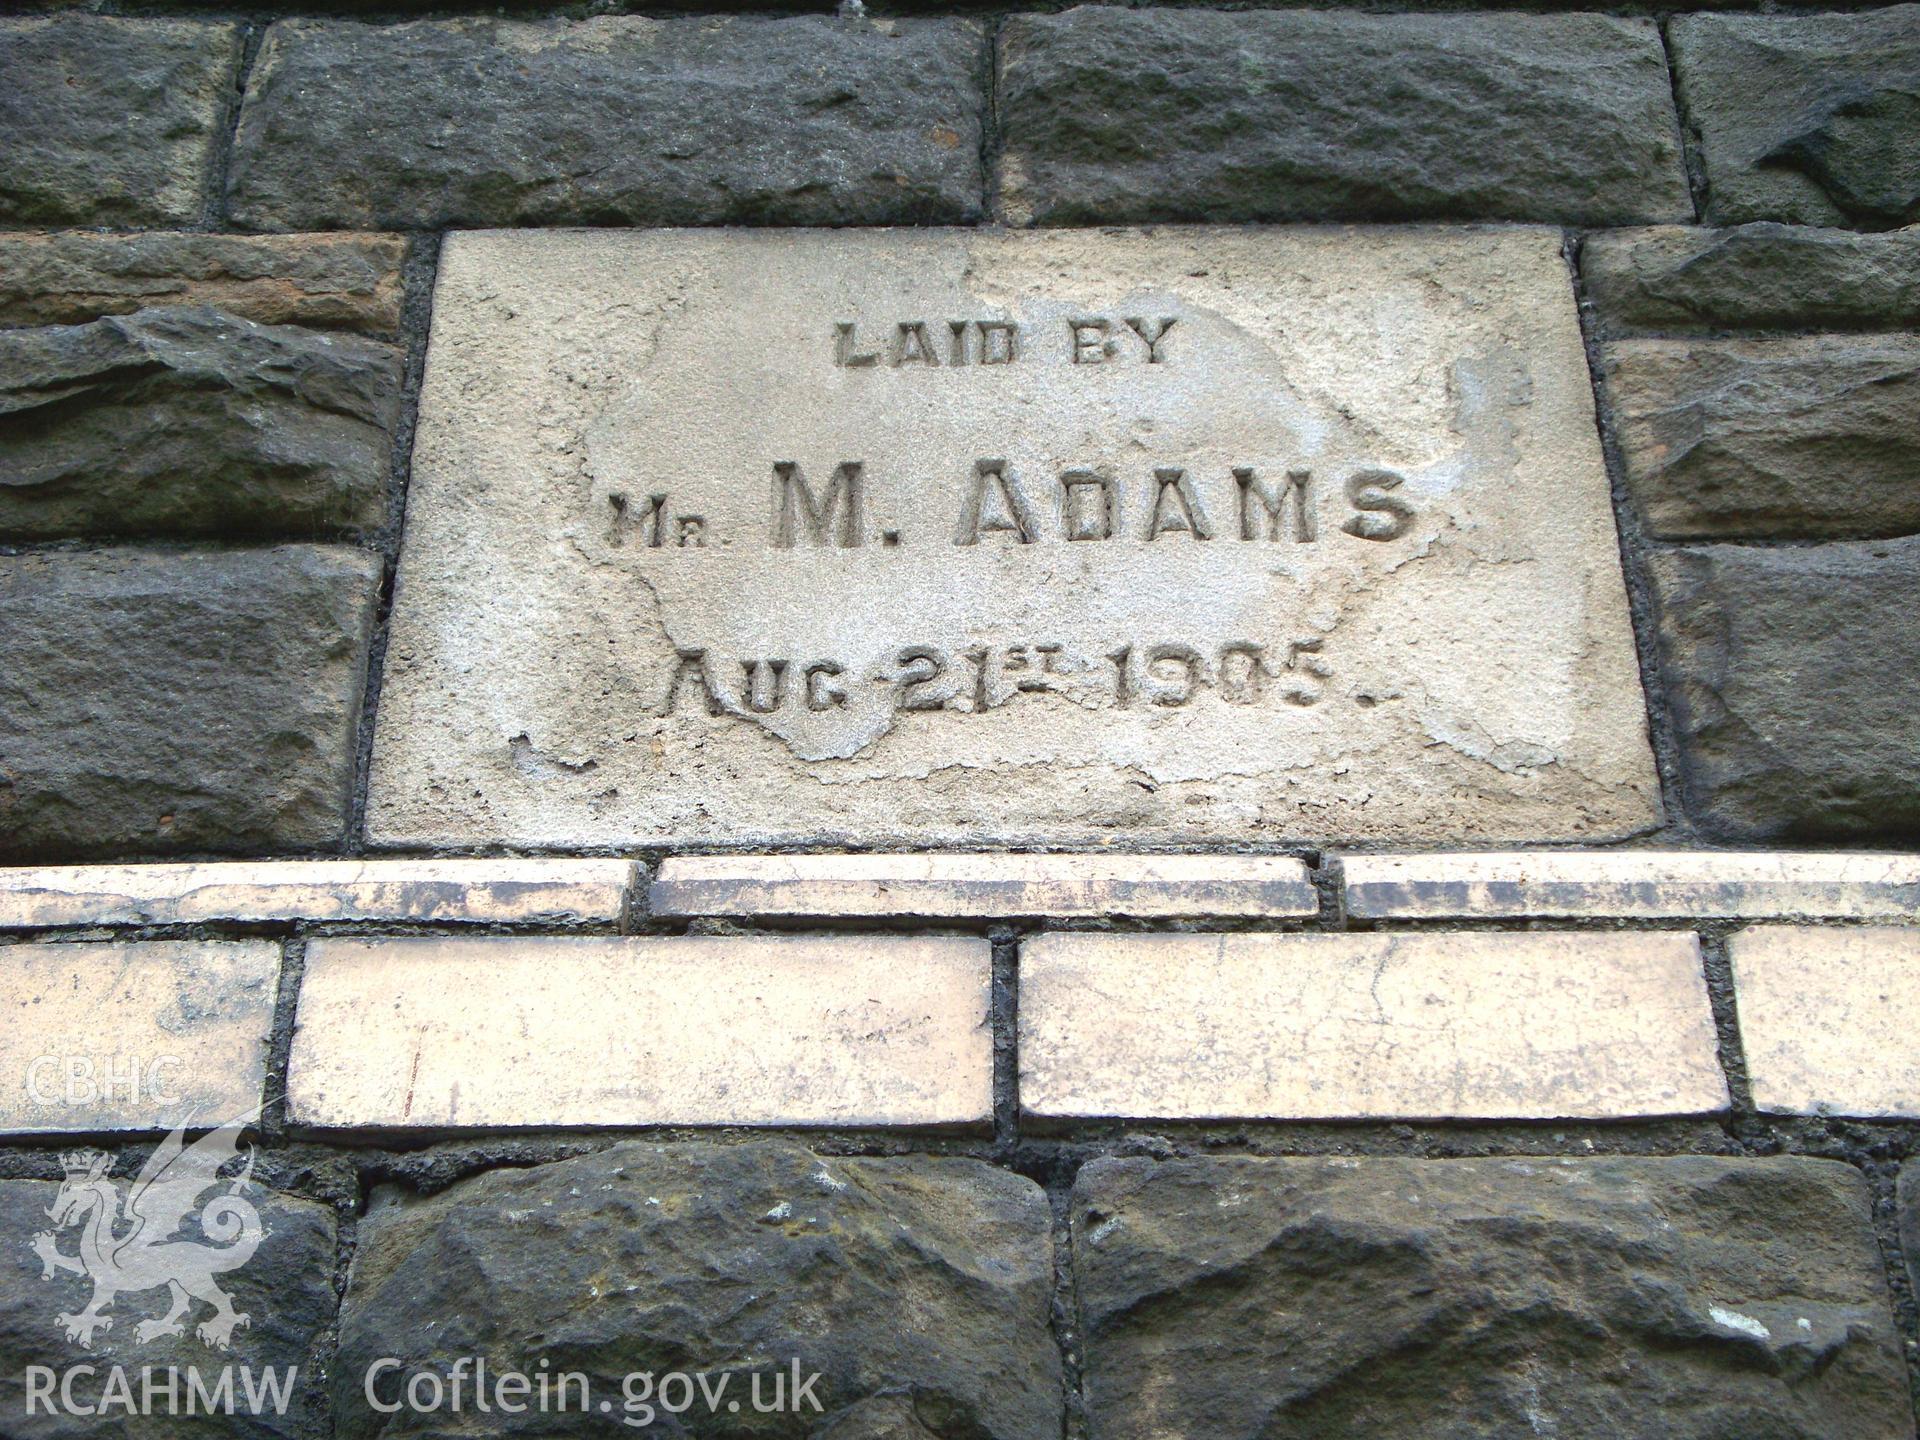 LAID BY
MR. M. ADAMS
AUG 21ST 1905.
CBHC
RCAHMW Coflein.gov.uk